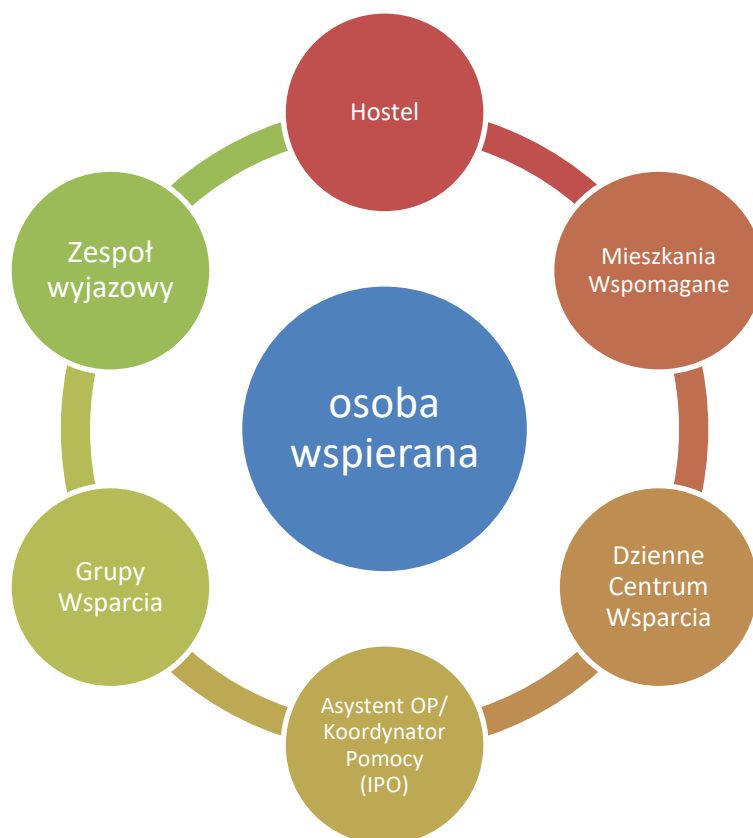 Hostel
Mieszkania
Wspomagane
Dzienne
Centrum
Wsparcia
Asystent OP/
Koordynator
Pomocy
(IPO)
Grupy
Wsparcia
Zespoł
wyjazowy
osoba
wspierana